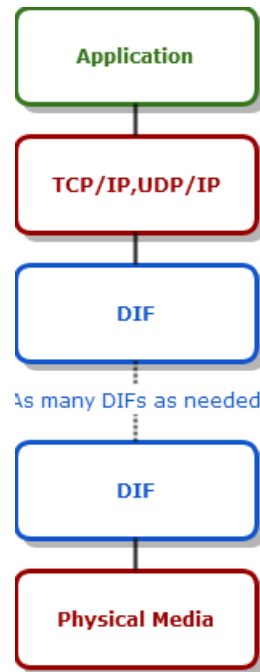 Application
TCP/IP,UDP/IP
DIF
As many DIFs as needed
DIF
Physical Media